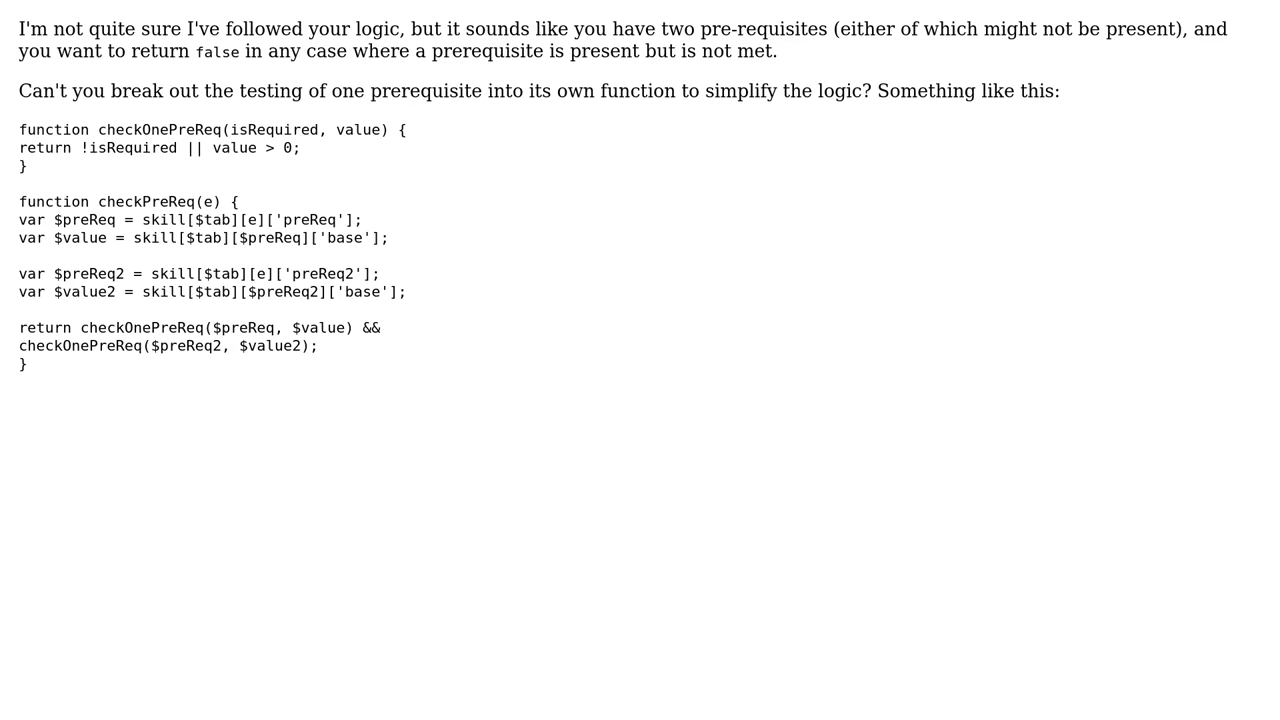 I'm not quite sure I've followed your logic, but it sounds like you have two pre-requisites (either of which might not be present), and
you want to return false in any case where a prerequisite is present but is not met.
Can't you break out the testing of one prerequisite into its own function to simplify the logic? Something like this:
function checkOnePreReq(isRequired, value) {
return !isRequired || value > 0;
}
function checkPreReq(e) {
var $preReq = skill[$tab][e]['preReq'];
var $value = skill[$tab][$preReq]['base'];
var $preReq2 = skill[$tab][e]['preReq2'];
var $value2 = skill[$tab][$preReq2]['base'];
return checkOnePreReq($preReq, $value) &&
checkOnePreReq($preReq2, $value2);
}